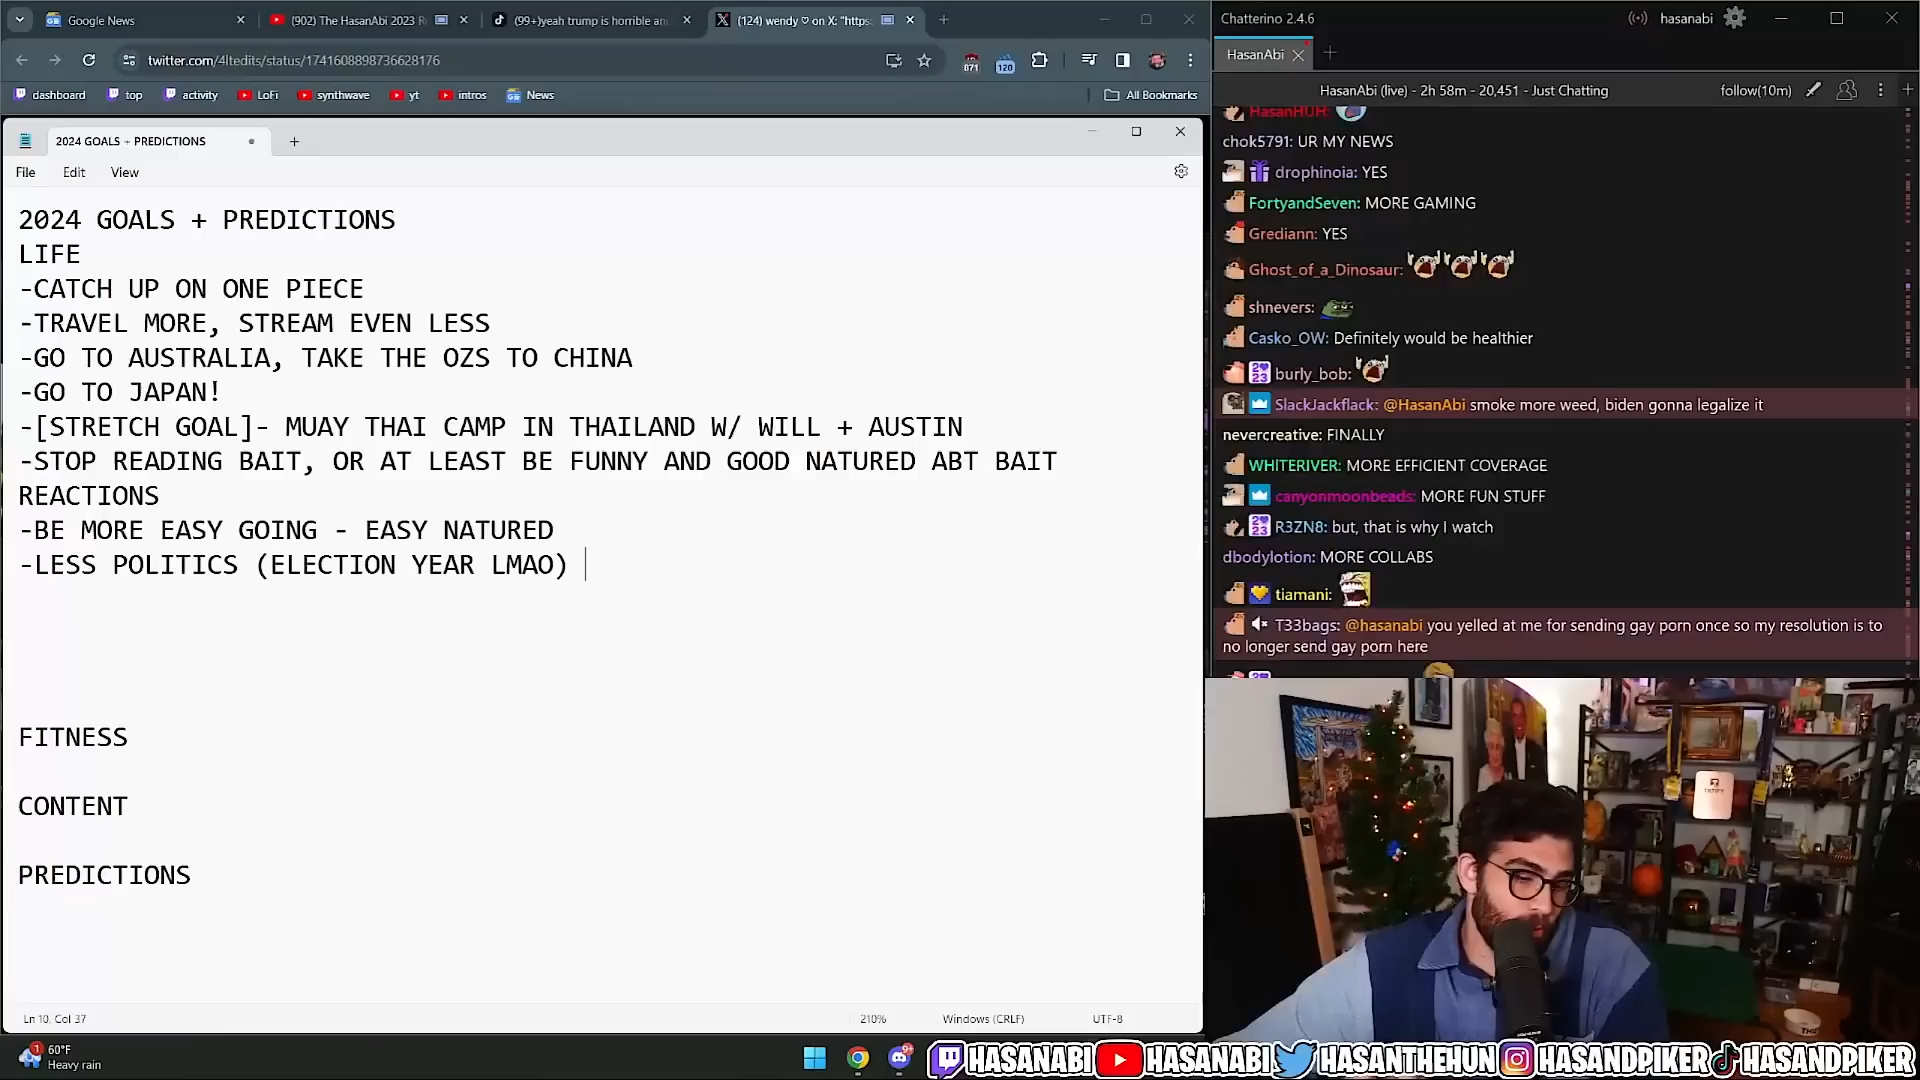 Google News
(902) The HasanAbi 2023 R
(99+)yeah trump is horrible an
(124) wendy ♡ on X: "https:
twitter.com/4ltedits/status/1741608898736628176
871
120
dashboard
top
activity
LoFi
synthwave
yt
intros
News
All Bookmarks
2024 GOALS + PREDICTIONS
File
Edit
View
2024 GOALS + PREDICTIONS
LIFE
-CATCH UP ON ONE PIECE
-TRAVEL MORE, STREAM EVEN LESS
-GO TO AUSTRALIA, TAKE THE OZS TO CHINA
-GO TO JAPAN!
-[STRETCH GOAL]- MUAY THAI CAMP IN THAILAND W/ WILL + AUSTIN
-STOP READING BAIT, OR AT LEAST BE FUNNY AND GOOD NATURED ABT BAIT
REACTIONS
-BE MORE EASY GOING - EASY NATURED
-LESS POLITICS (ELECTION YEAR LMAO)
FITNESS
CONTENT
PREDICTIONS
Ln 10, Col 37
210%
Windows (CRLF)
UTF-8
1
60°F
Heavy rain
9+
Chatterino 2.4.6
hasanabi
HasanAbi
HasanAbi (live) - 2h 58m - 20,451 - Just Chatting
follow(10m)
HasanHUH:
chok5791: UR MY NEWS
drophinoia: YES
FortyandSeven: MORE GAMING
Grediann: YES
Ghost_of_a_Dinosaur:
shnevers:
Casko_OW: Definitely would be healthier
burly_bob:
SlackJackflack: @HasanAbi smoke more weed, biden gonna legalize it
nevercreative: FINALLY
WHITERIVER: MORE EFFICIENT COVERAGE
canyonmoonbeads: MORE FUN STUFF
R3ZN8: but, that is why I watch
dbodylotion: MORE COLLABS
tiamani:
T33bags: @hasanabi you yelled at me for sending gay porn once so my resolution is to
no longer send gay porn here
HASANABI
HASANABI
HASANTHEHUN
HASANDPIKER
HASANDPIKER